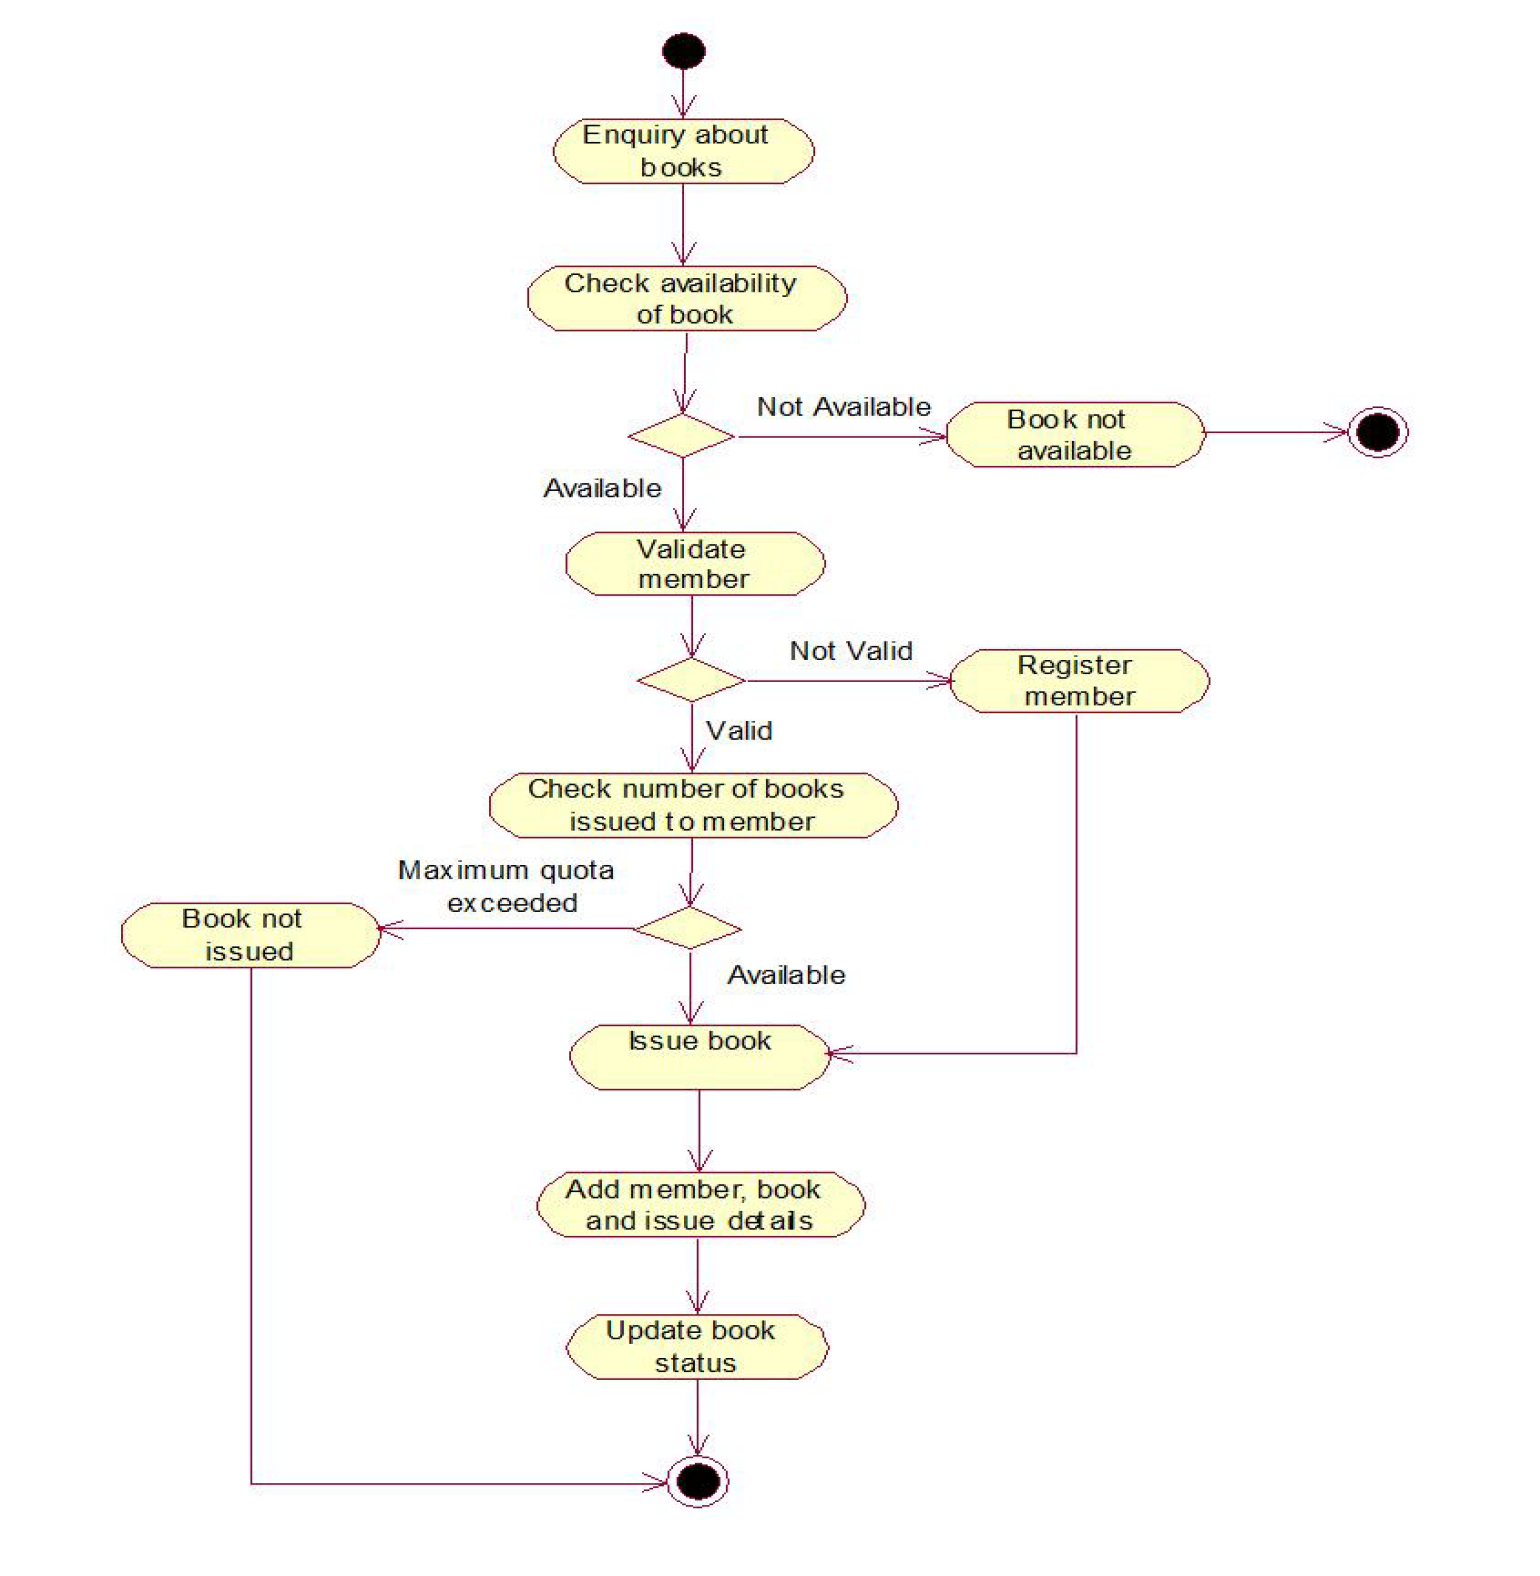 Enquiry about
books
Check availability
of book
Not Available
Book not
available
Available
Validate
member
Not Valid
Register
member
Valid
Check number of books
issued to member
Maximum quota
exceeded
Book not
issued
Available
Issue book
Add member, book
and issue details
Update book
status